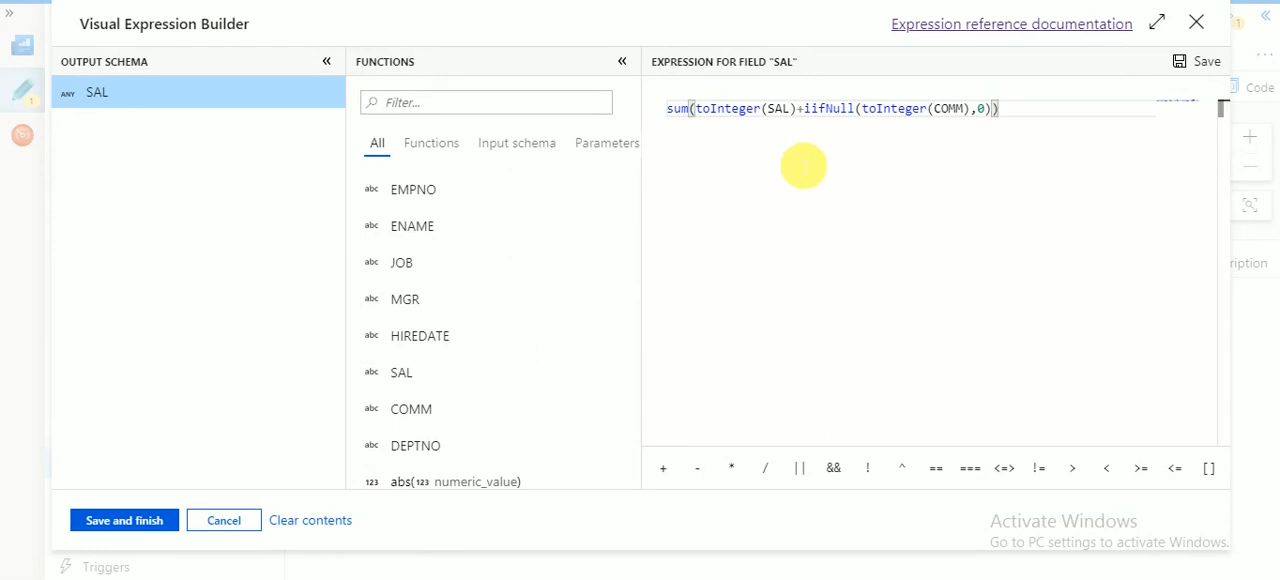 Visual Expression Builder
Expression reference documentation
OUTPUT SCHEMA
FUNCTIONS
EXPRESSION FOR FIELD "SAL"
Save
ANY SAL
Filter...
All Functions Input schema Parameters
sum(toInteger(SAL)+iifNull(toInteger(COMM),0))
abc EMPNO
abc ENAME
abc JOB
abc MGR
abc HIREDATE
abc SAL
abc COMM
abc DEPTNO
123 abs(123 numeric_value)
+ - * / || && ! ^ == === <=> != > < >= <= []
Save and finish
Cancel
Clear contents
Activate Windows
Go to PC settings to activate Windows.
Triggers
Code
ription
1
1